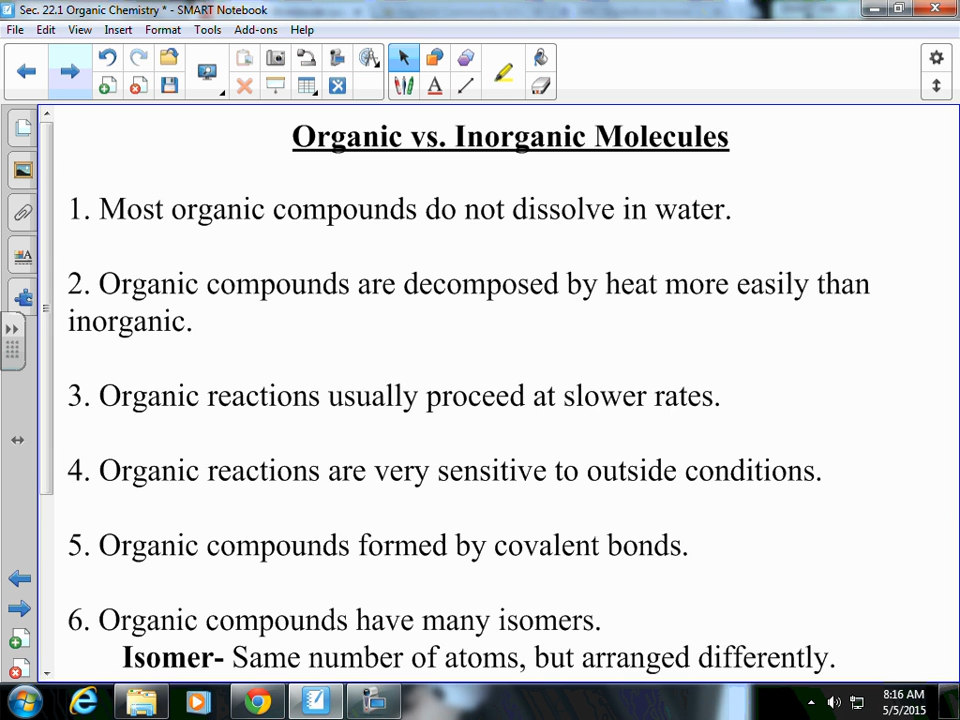 Sec. 22.1 Organic Chemistry * - SMART Notebook
File Edit View Insert Format Tools Add-ons Help
Organic vs. Inorganic Molecules
1. Most organic compounds do not dissolve in water.
2. Organic compounds are decomposed by heat more easily than
inorganic.
3. Organic reactions usually proceed at slower rates.
4. Organic reactions are very sensitive to outside conditions.
5. Organic compounds formed by covalent bonds.
6. Organic compounds have many isomers.
Isomer- Same number of atoms, but arranged differently.
8:16 AM
5/5/2015